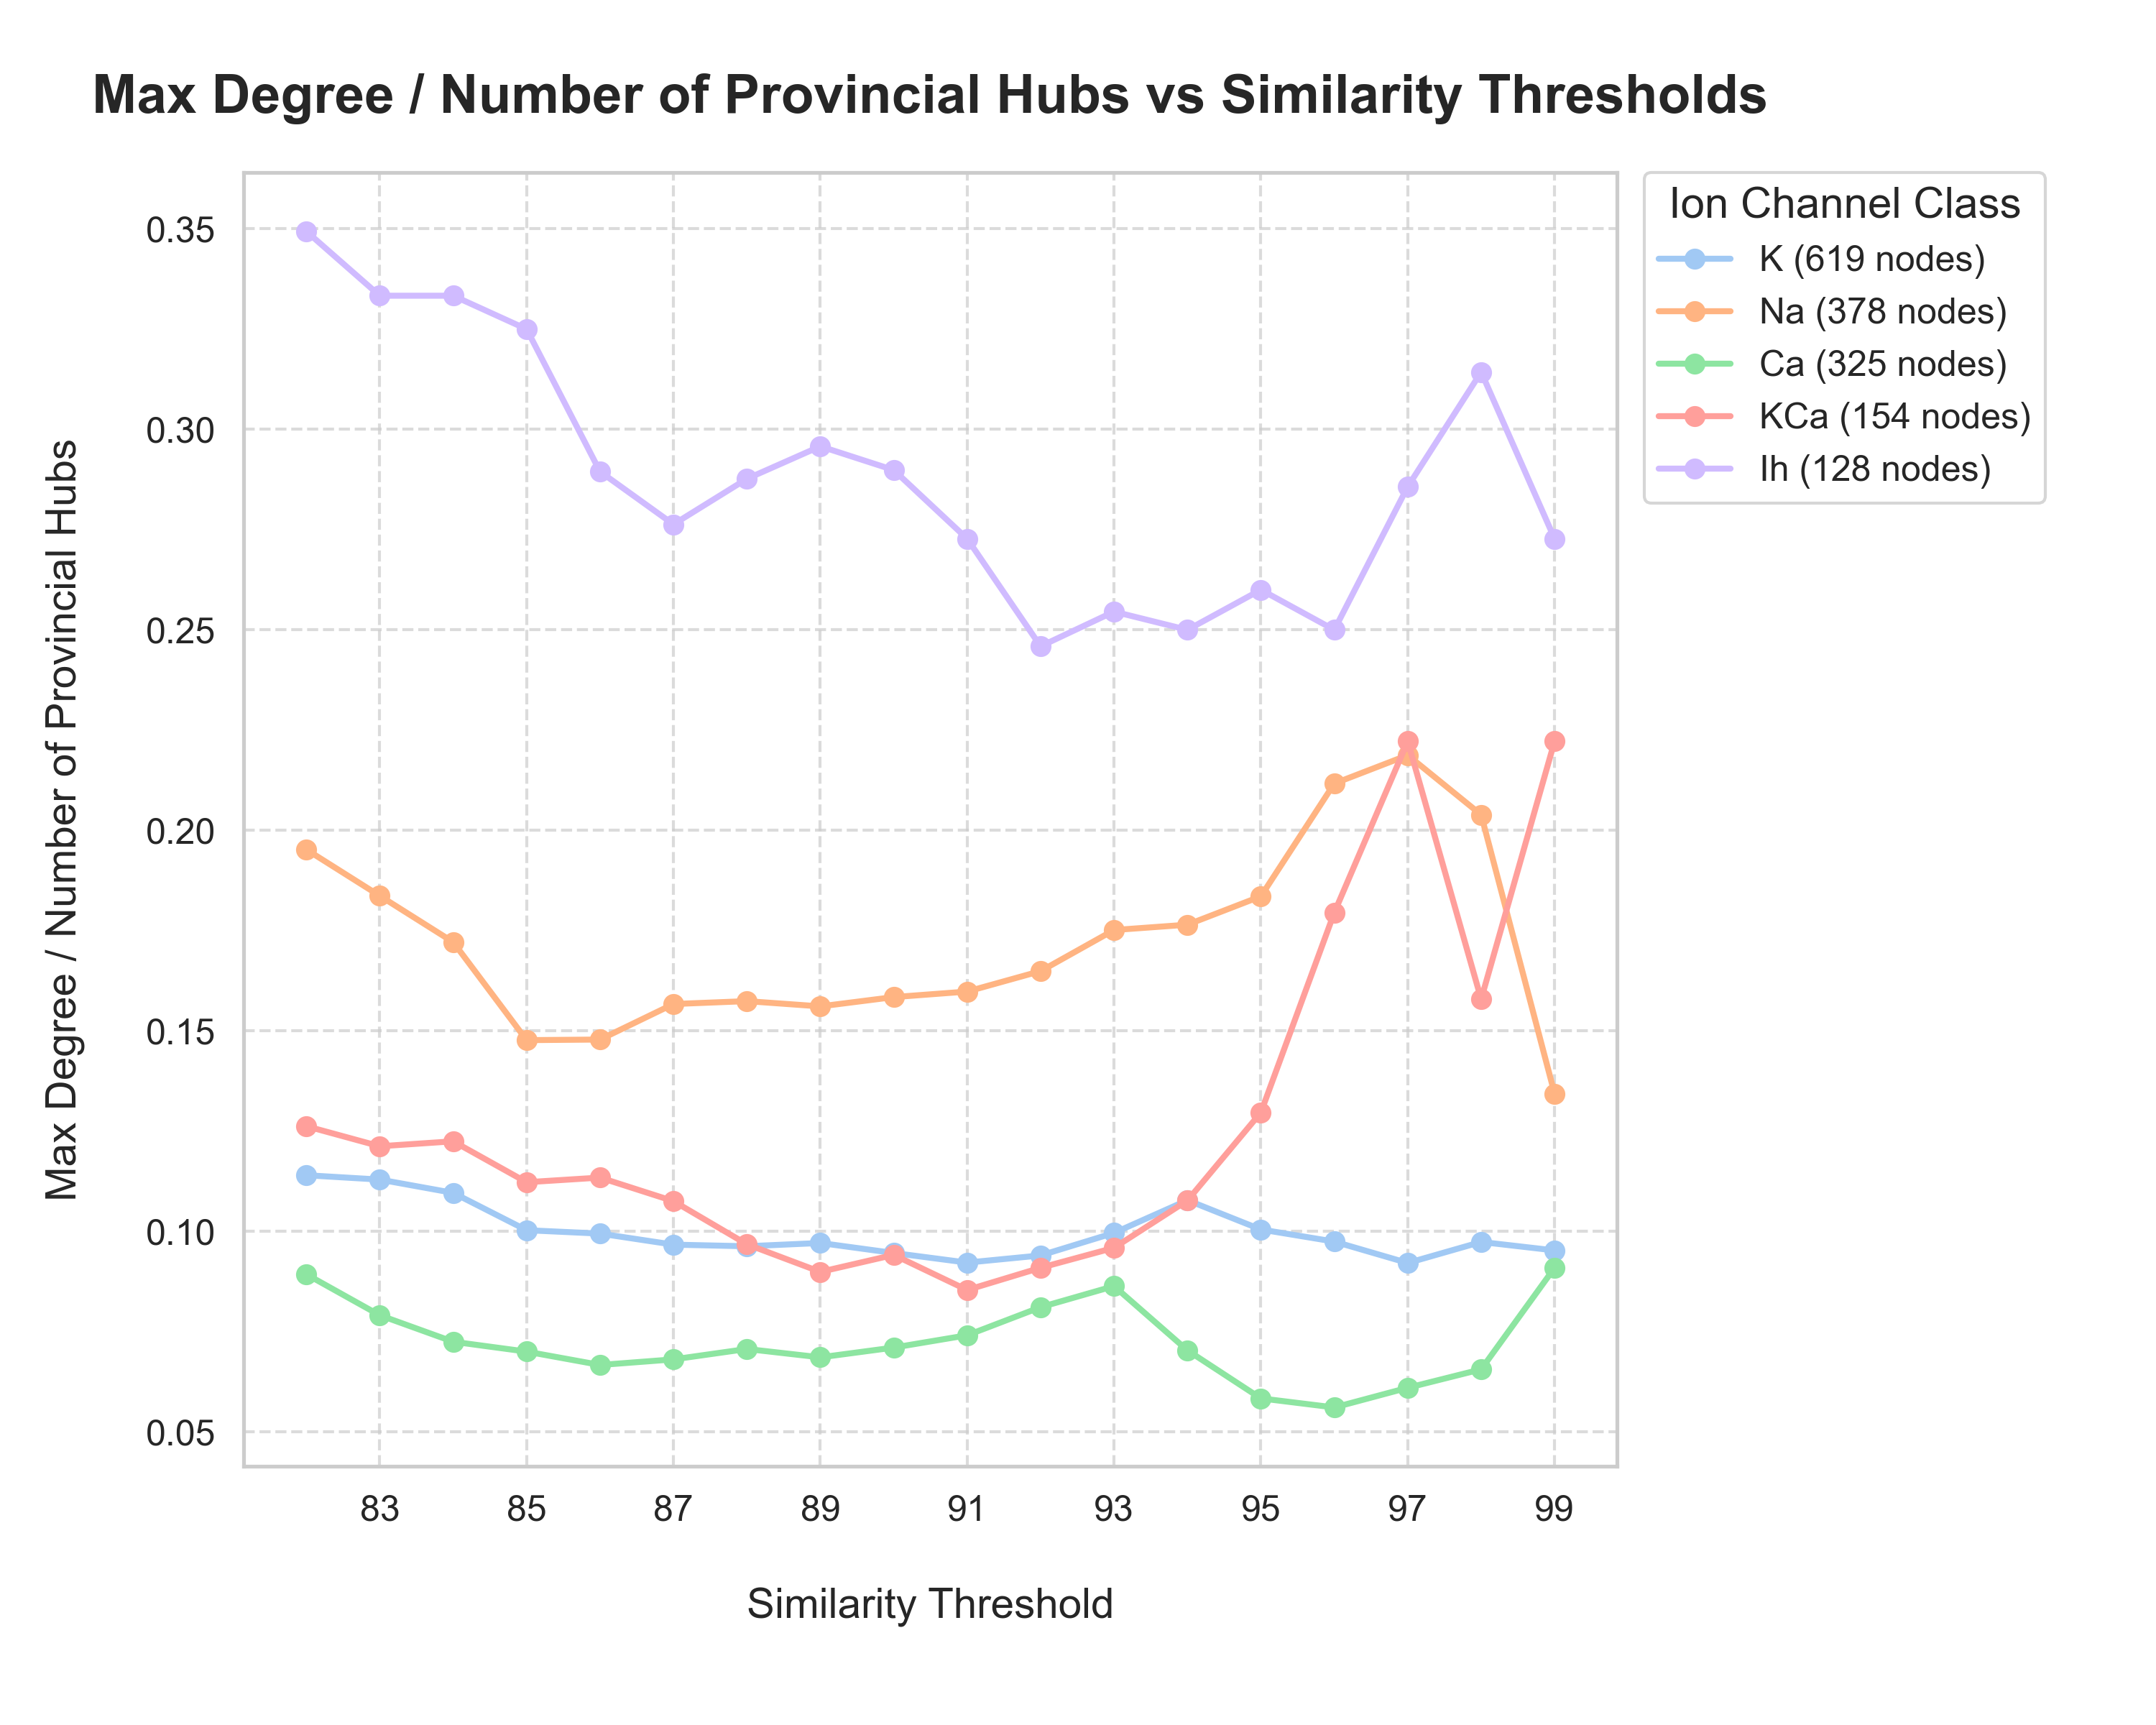 Max Degree / Number of Provincial Hubs vs Similarity Thresholds
Max Degree / Number of Provincial Hubs
0.35
0.30
0.25
0.20
0.15
0.10
0.05
83 85 87 89 91 93 95 97 99
Similarity Threshold
Ion Channel Class
K (619 nodes)
Na (378 nodes)
Ca (325 nodes)
KCa (154 nodes)
Ih (128 nodes)